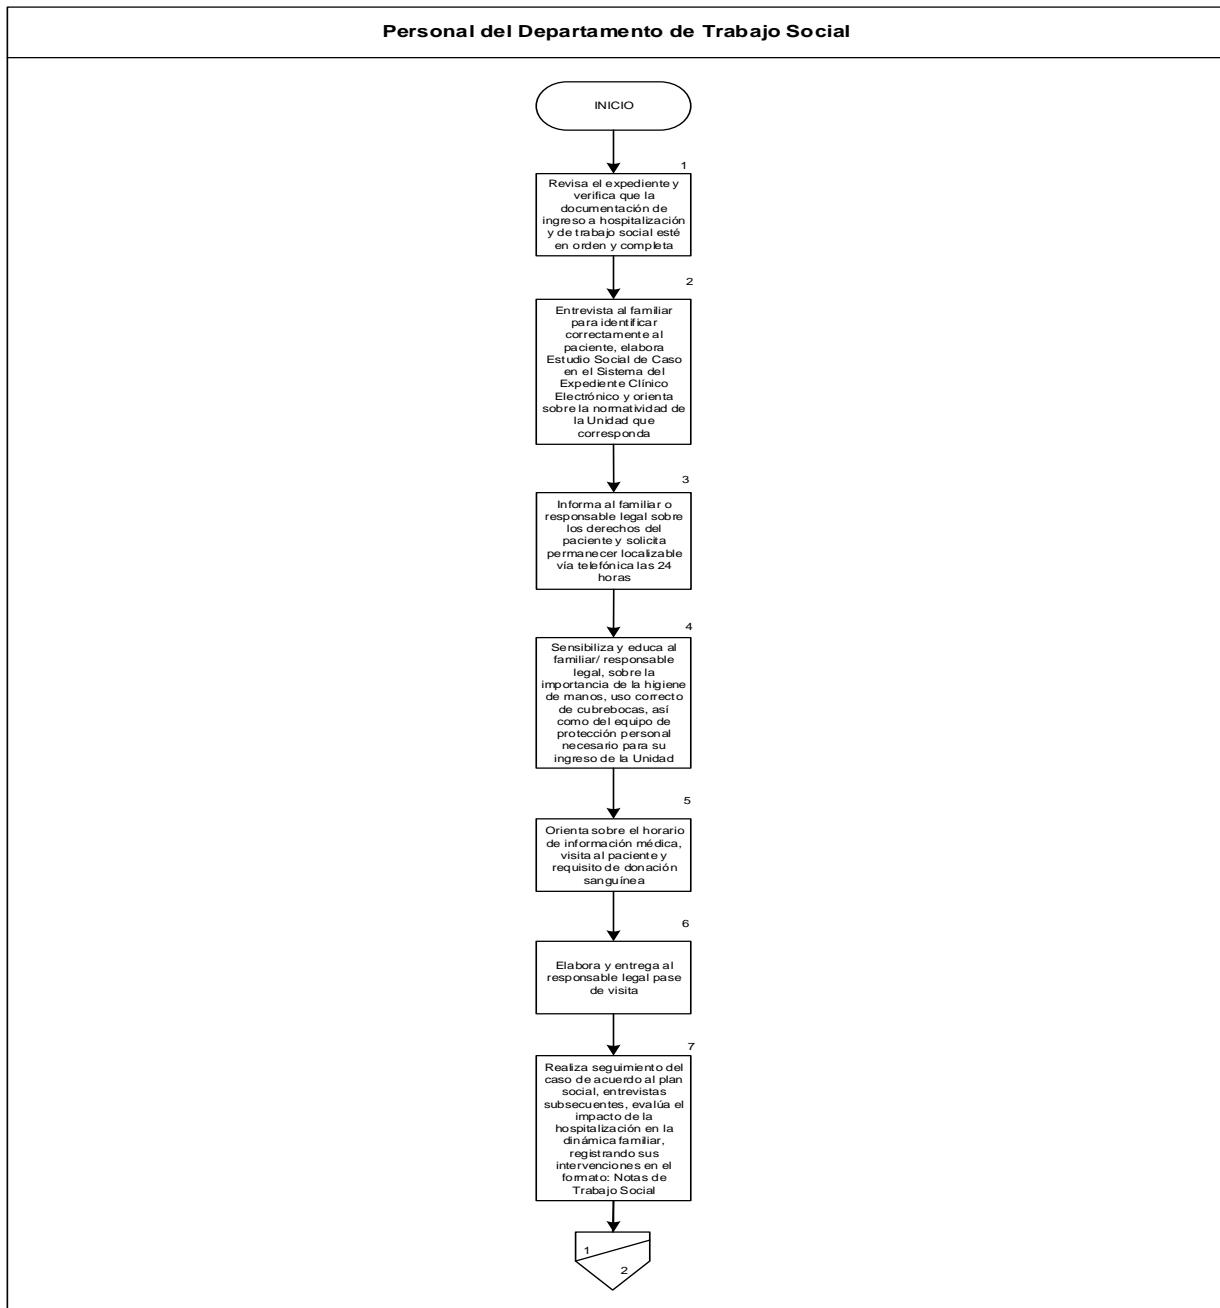 Personal del Departamento de Trabajo Social
INICIO
1
Revisa el expediente y
verifica que la
documentación de
ingreso a hospitalización
y de trabajo social esté
en orden y completa
2
Entrevista al familiar
para identificar
correctamente al
paciente, elabora
Estudio Social de Caso
en el Sistema del
Expediente Clínico
Electrónico y orienta
sobre la normatividad de
la Unidad que
corresponda
3
Informa al familiar o
responsable legal sobre
los derechos del
paciente y solicita
permanecer localizable
vía telefónica las 24
horas
4
Sensibiliza y educa al
familiar/ responsable
legal, sobre la
importancia de la higiene
de manos, uso correcto
de cubrebocas, así
como del equipo de
protección personal
necesario para su
ingreso de la Unidad
5
Orienta sobre el horario
de información médica,
visita al paciente y
requisito de donación
sanguínea
6
Elabora y entrega al
responsable legal pase
de visita
7
Realiza seguimiento del
caso de acuerdo al plan
social, entrevistas
subsecuentes, evalúa el
impacto de la
hospitalización en la
dinámica familiar,
registrando sus
intervenciones en el
formato: Notas de
Trabajo Social
1
2